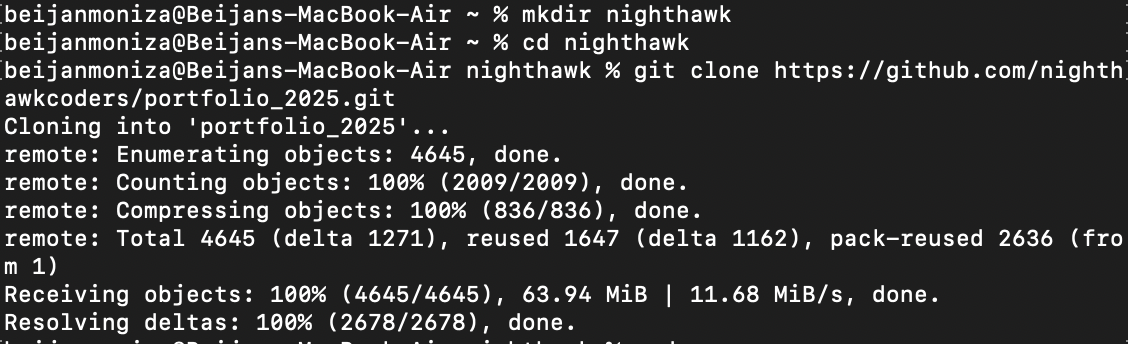 [beijanmoniza@Beijans-MacBook-Air ~ % mkdir nighthawk
[beijanmoniza@Beijans-MacBook-Air ~ % cd nighthawk
[beijanmoniza@Beijans-MacBook-Air nighthawk % git clone https://github.com/nighth]
awkcoders/portfolio_2025.git
Cloning into 'portfolio_2025'...
remote: Enumerating objects: 4645, done.
remote: Counting objects: 100% (2009/2009), done.
remote: Compressing objects: 100% (836/836), done.
remote: Total 4645 (delta 1271), reused 1647 (delta 1162), pack-reused 2636 (fro
m 1)
Receiving objects: 100% (4645/4645), 63.94 MiB | 11.68 MiB/s, done.
Resolving deltas: 100% (2678/2678), done.